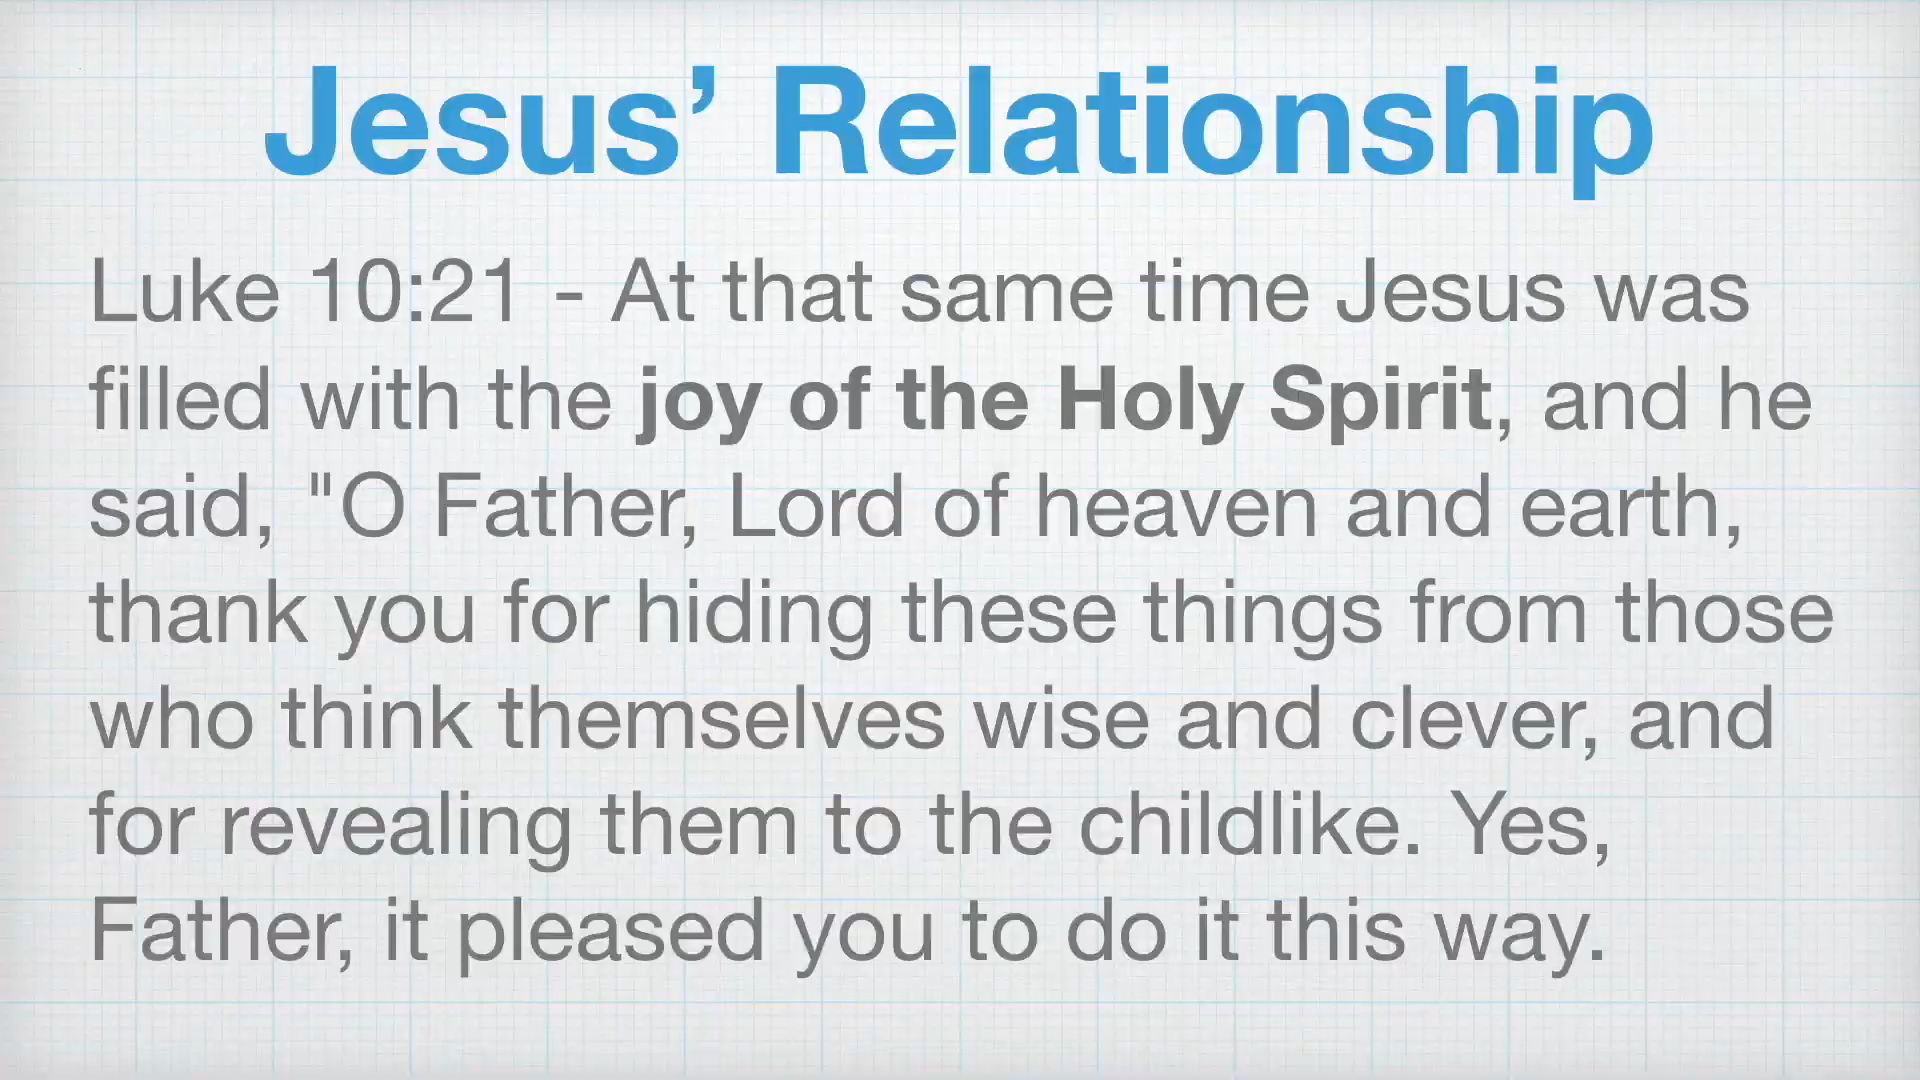 Jesus’ Relationship
Luke 10:21 - At that same time Jesus was
filled with the joy of the Holy Spirit, and he
said, "O Father, Lord of heaven and earth,
thank you for hiding these things from those
who think themselves wise and clever, and
for revealing them to the childlike. Yes,
Father, it pleased you to do it this way.